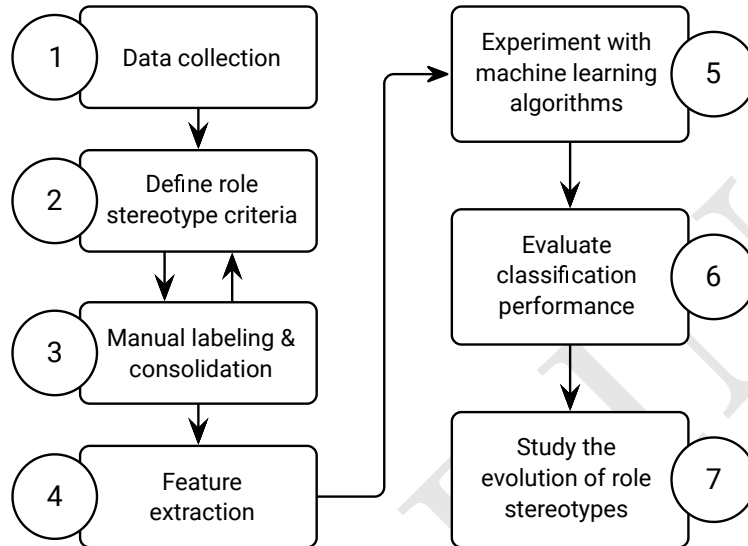 1
Data collection
2
Define role
stereotype criteria
3
Manual labeling &
consolidation
4
Feature
extraction
Experiment with
machine learning
algorithms
5
Evaluate
classification
performance
6
Study the
evolution of role
stereotypes
7